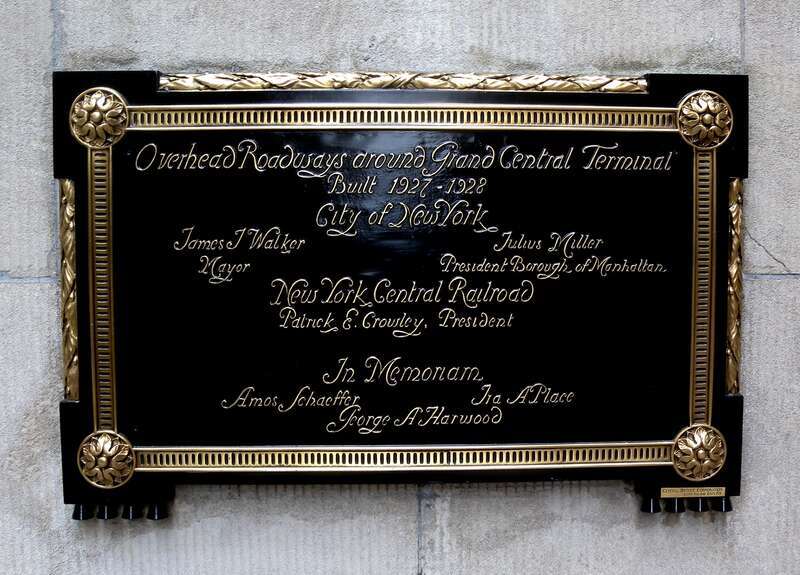 Overhead Roadways around Grand Central Terminal
Built 1927-1928
City of New York
James J Walker Julius Miller
Mayor President Borough of Manhattan
New York Central Railroad
Patrick E. Crowley, President
In Memoriam
Amos Schaeffer Ira A Place
George A Harwood